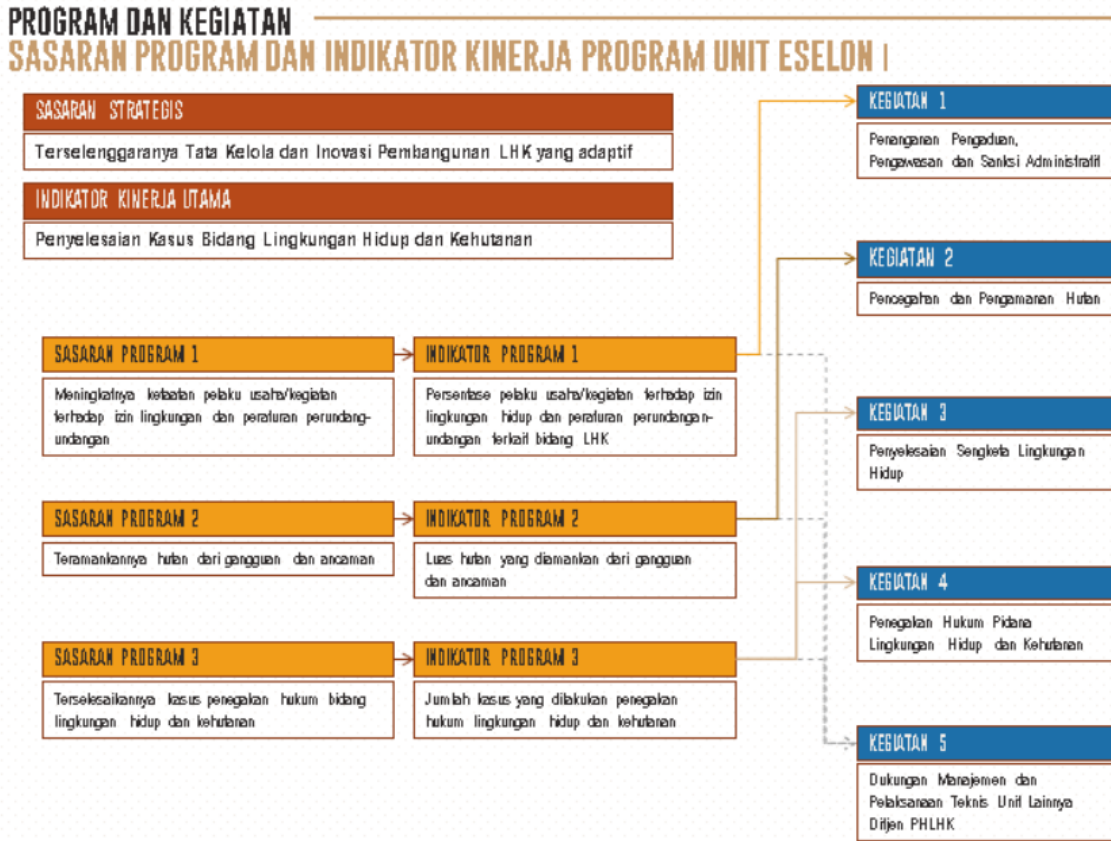 PROGRAM DAN KEGIATAN
SASARAN PROGRAM DAN INDIKATOR KINERJA PROGRAM UNIT ESELON I
SASARAN STRATEGIS
Terselenggaranya Tata Kelola dan Inovasi Pembangunan LHK yang adaptif
INDIKATOR KINERJA UTAMA
Penyelesaian Kasus Bidang Lingkungan Hidup dan Kehutanan
SASARAN PROGRAM 1
Meningkatnya ketaatan pelaku usaha/kegiatan
terhadap izin lingkungan dan peraturan perundang-
undangan
INDIKATOR PROGRAM 1
Persentase pelaku usaha/kegiatan terhadap izin
lingkungan hidup dan peraturan perundangan-
undangan terkait bidang LHK
SASARAN PROGRAM 2
Teramankannya hutan dari gangguan dan ancaman
INDIKATOR PROGRAM 2
Luas hutan yang diamankan dari gangguan
dan ancaman
SASARAN PROGRAM 3
Terselesaikannya kasus penegakan hukum bidang
lingkungan hidup dan kehutanan
INDIKATOR PROGRAM 3
Jumlah kasus yang dilakukan penegakan
hukum lingkungan hidup dan kehutanan
KEGIATAN 1
Penanganan Pengaduan,
Pengawasan dan Sanksi Administratif
KEGIATAN 2
Pencegahan dan Pengamanan Hutan
KEGIATAN 3
Penyelesaian Sengketa Lingkungan
Hidup
KEGIATAN 4
Penegakan Hukum Pidana
Lingkungan Hidup dan Kehutanan
KEGIATAN 5
Dukungan Manajemen dan
Pelaksanaan Teknis Unit Lainnya
Ditjen PHLHK